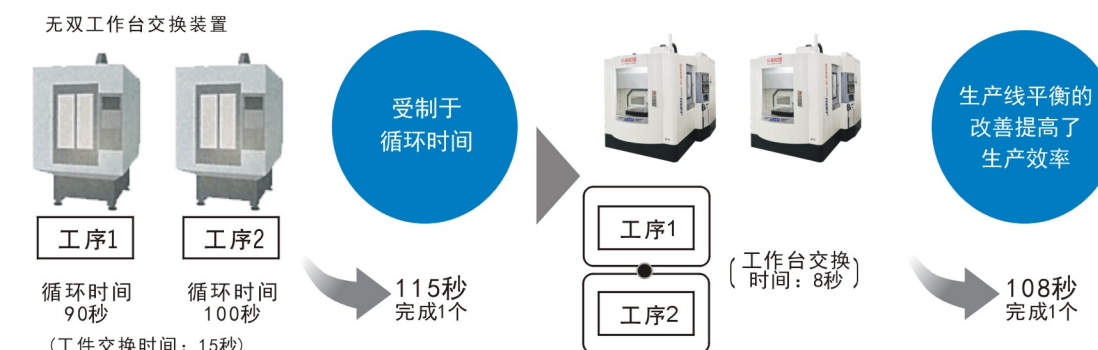 无双工作台交换装置
工序1
工序2
循环时间
90秒
循环时间
100秒
(工件交换时间：15秒)
受制于
循环时间
115秒
完成1个
工序1
工序2
工作台交换
时间：8秒
生产线平衡的
改善提高了
生产效率
108秒
完成1个